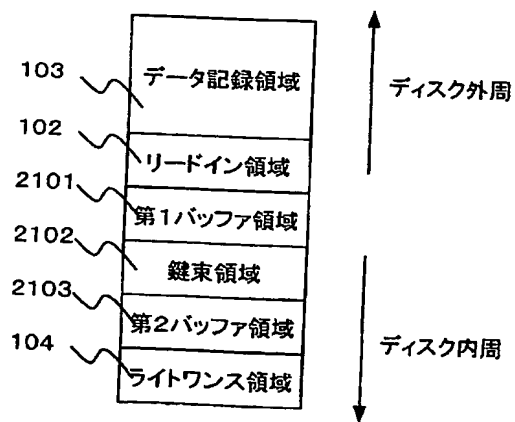 103
データ記録領域
ディスク外周
102
リードイン領域
2101
第1バッファ領域
2102
鍵束領域
2103
第2バッファ領域
ディスク内周
104
ライトワンス領域